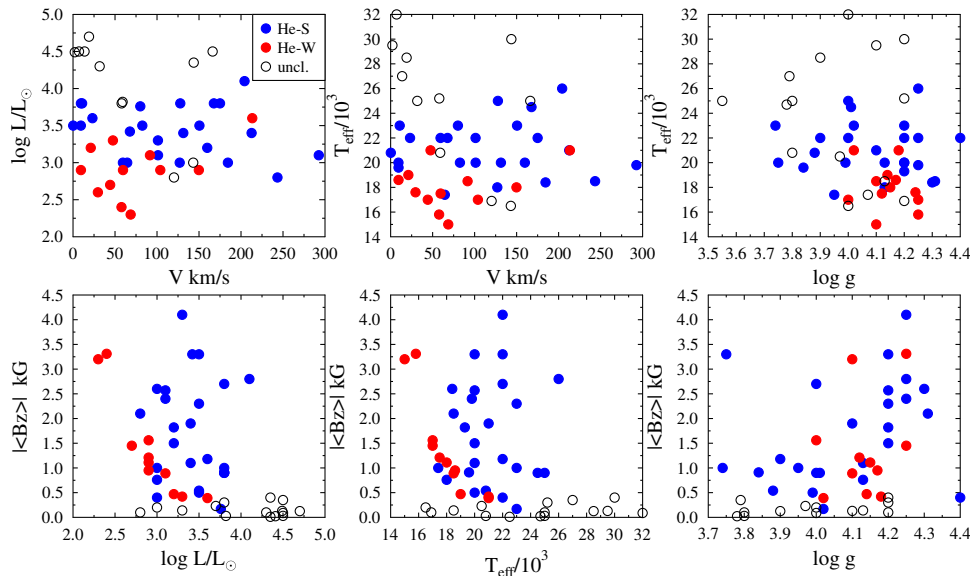 He-S
He-W
uncl.
log L/L☉
5.0
4.5
4.0
3.5
3.0
2.5
2.0
0 50 100 150 200 250 300
V km/s
T_eff/10^3
32
30
28
26
24
22
20
18
16
14
0 50 100 150 200 250 300
V km/s
T_eff/10^3
32
30
28
26
24
22
20
18
16
14
3.5 3.6 3.7 3.8 3.9 4.0 4.1 4.2 4.3 4.4
log g
|<Bz>| kG
4.5
4.0
3.5
3.0
2.5
2.0
1.5
1.0
0.5
0.0
2.0 2.5 3.0 3.5 4.0 4.5 5.0
log L/L☉
|<Bz>| kG
4.5
4.0
3.5
3.0
2.5
2.0
1.5
1.0
0.5
0.0
14 16 18 20 22 24 26 28 30 32
T_eff/10^3
|<Bz>| kG
4.5
4.0
3.5
3.0
2.5
2.0
1.5
1.0
0.5
0.0
3.7 3.8 3.9 4.0 4.1 4.2 4.3 4.4
log g